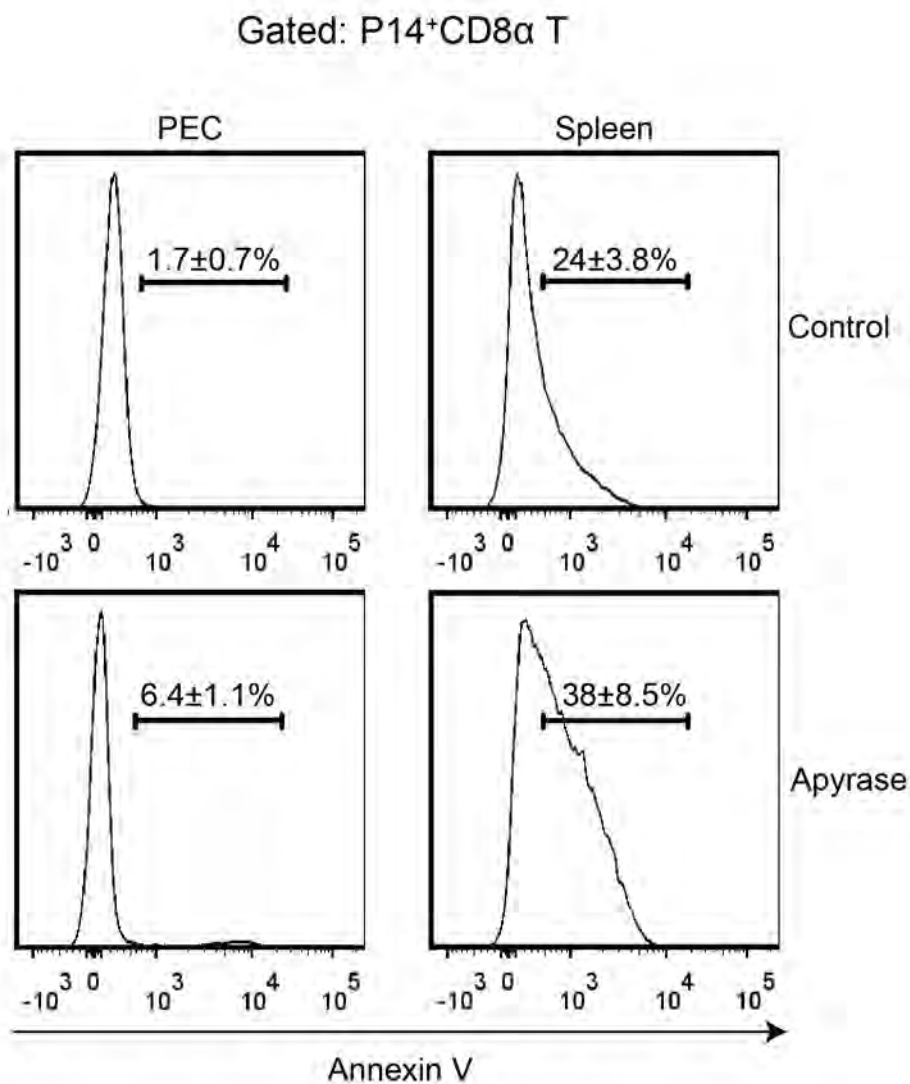 Gated: P14⁺CD8α T
PEC
Spleen
1.7±0.7%
24±3.8%
Control
-10³ 0 10³ 10⁴ 10⁵
-10³ 0 10³ 10⁴ 10⁵
6.4±1.1%
38±8.5%
Apyrase
-10³ 0 10³ 10⁴ 10⁵
-10³ 0 10³ 10⁴ 10⁵
Annexin V